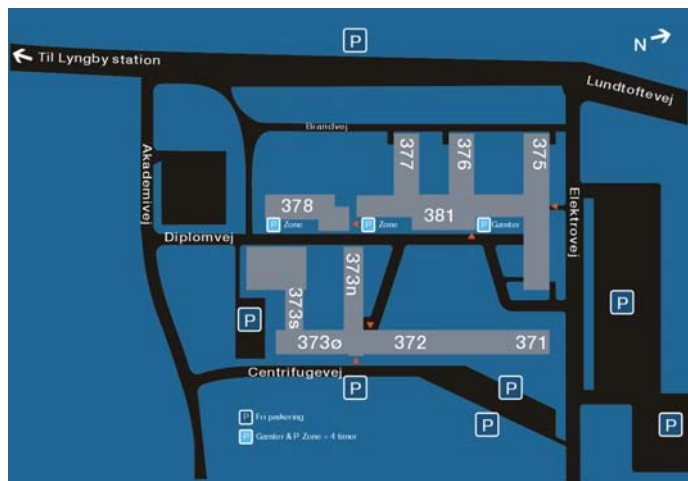 P
N
Til Lyngby station
Lundtoftevej
Brandvej
Akademivej
377
376
375
378
381
Elektrovej
P Zone
P Zone
P Gæster
Diplomvej
373n
373s
P
P
373ø
372
371
Centrifugevej
P
P
P
P
P Fri parkering
P Gæster & P Zone - 4 timer